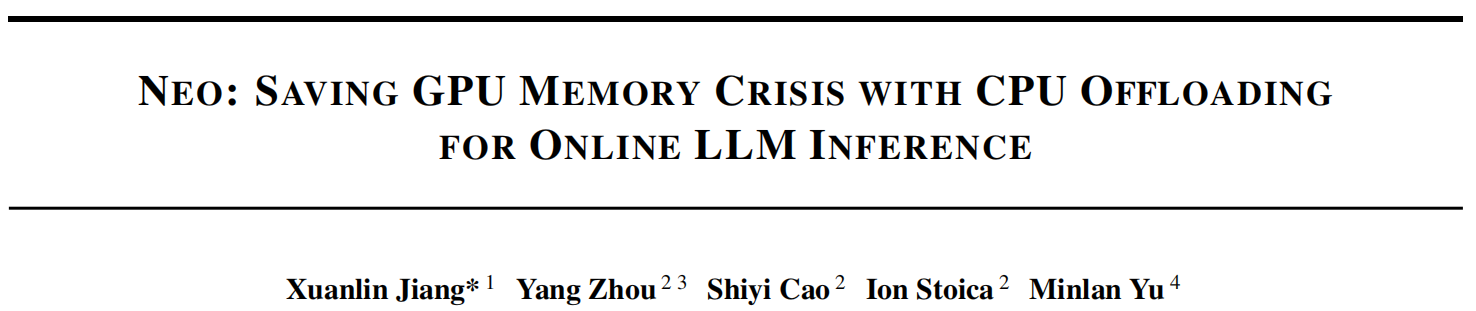 NEO: SAVING GPU MEMORY CRISIS WITH CPU OFFLOADING
FOR ONLINE LLM INFERENCE
Xuanlin Jiang* 1 Yang Zhou 2 3 Shiyi Cao 2 Ion Stoica 2 Minlan Yu 4